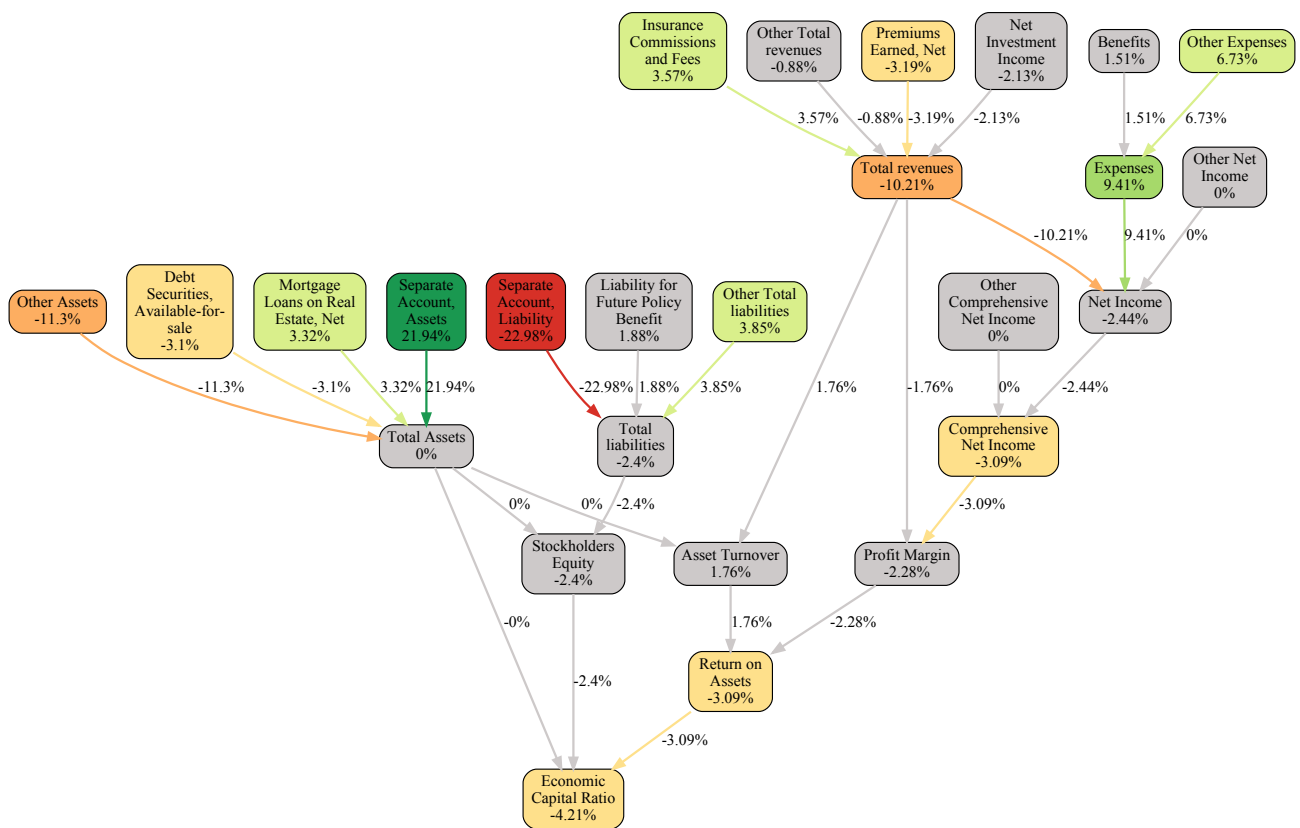 Insurance
Commissions
and Fees
3.57%
Other Total
revenues
-0.88%
Premiums
Earned, Net
-3.19%
Net
Investment
Income
-2.13%
Benefits
1.51%
Other Expenses
6.73%
3.57%
-0.88%
-3.19%
-2.13%
1.51%
6.73%
Total revenues
-10.21%
Expenses
9.41%
Other Net
Income
0%
-10.21%
9.41%
0%
Other Assets
-11.3%
Debt
Securities,
Available-for-
sale
-3.1%
Mortgage
Loans on Real
Estate, Net
3.32%
Separate
Account,
Assets
21.94%
Separate
Account,
Liability
-22.98%
Liability for
Future Policy
Benefit
1.88%
Other Total
liabilities
3.85%
Other
Comprehensive
Net Income
0%
Net Income
-2.44%
-11.3%
-3.1%
3.32%
21.94%
-22.98%
1.88%
3.85%
1.76%
-1.76%
0%
-2.44%
Total Assets
0%
Total
liabilities
-2.4%
Comprehensive
Net Income
-3.09%
0%
0%
-2.4%
-3.09%
Stockholders
Equity
-2.4%
Asset Turnover
1.76%
Profit Margin
-2.28%
-0%
1.76%
-2.28%
Return on
Assets
-3.09%
-2.4%
-3.09%
Economic
Capital Ratio
-4.21%